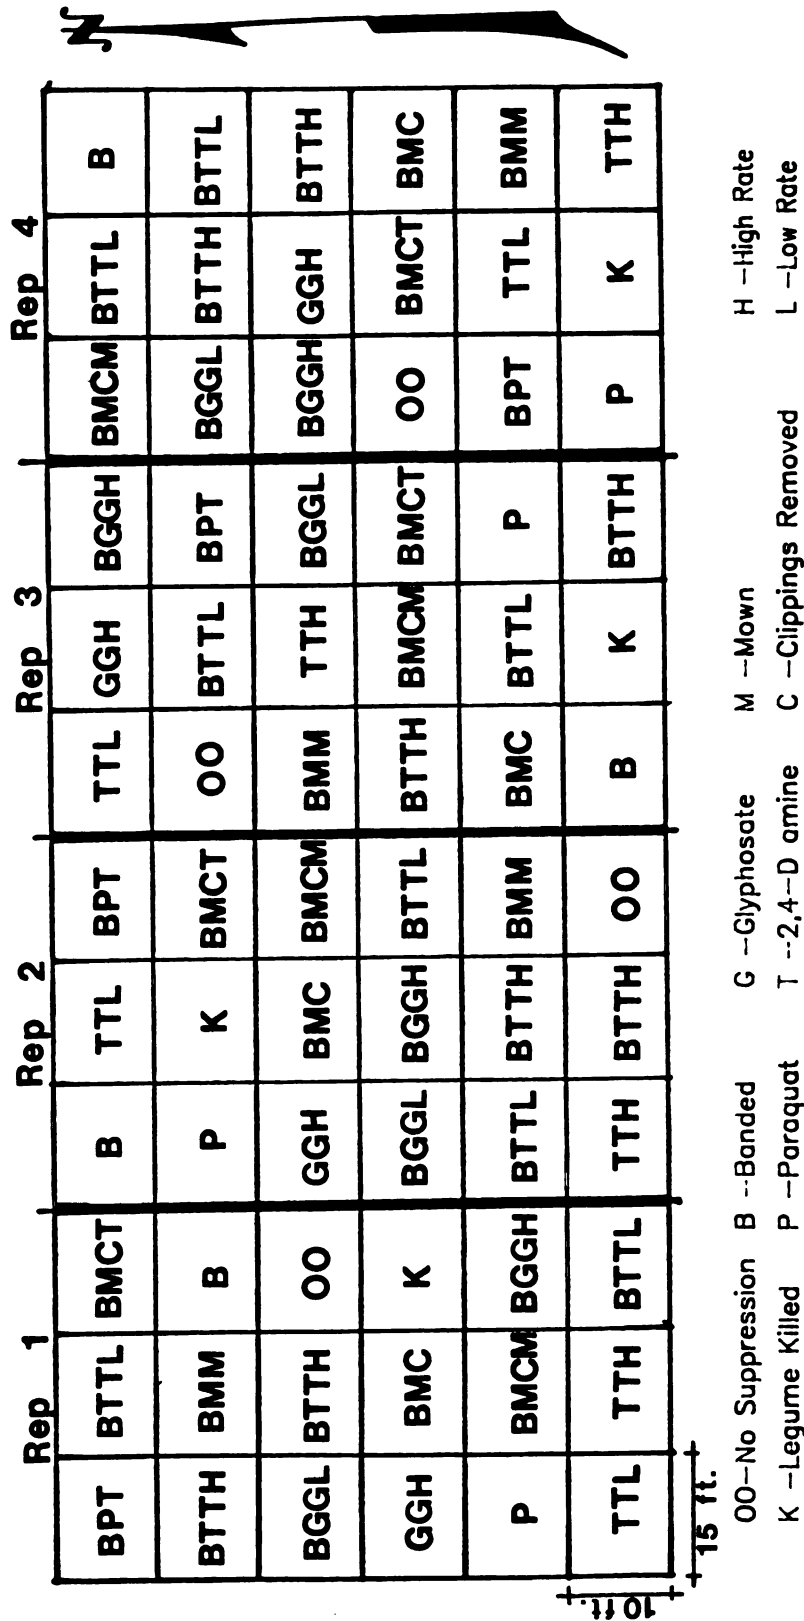 N
Rep 1 Rep 2 Rep 3 Rep 4
BPT BTTL BMCT B TTL BPT TTL GGH BGGH BMCM BTTL B
BTTH BMM B P K BMCT OO BTTL BPT BGGL BTTH BTTL
BGGL BTTH OO GGH BMC BMCM BMM TTH BGGL BGGH GGH BTTH
GGH BMC K BGGL BGGH BTTL BTTH BMCM BMCT OO BMCT BMC
P BMCM BGGH BTTL BTTH BMM BMC BTTL P BPT TTL BMM
TTL TTH BTTL TTH BTTH OO B K BTTH P K TTH
10 ft.
15 ft.
OO--No Suppression B --Banded G --Glyphosate M --Mown H --High Rate
K --Legume Killed P --Paraquat T --2,4--D amine C --Clippings Removed L --Low Rate